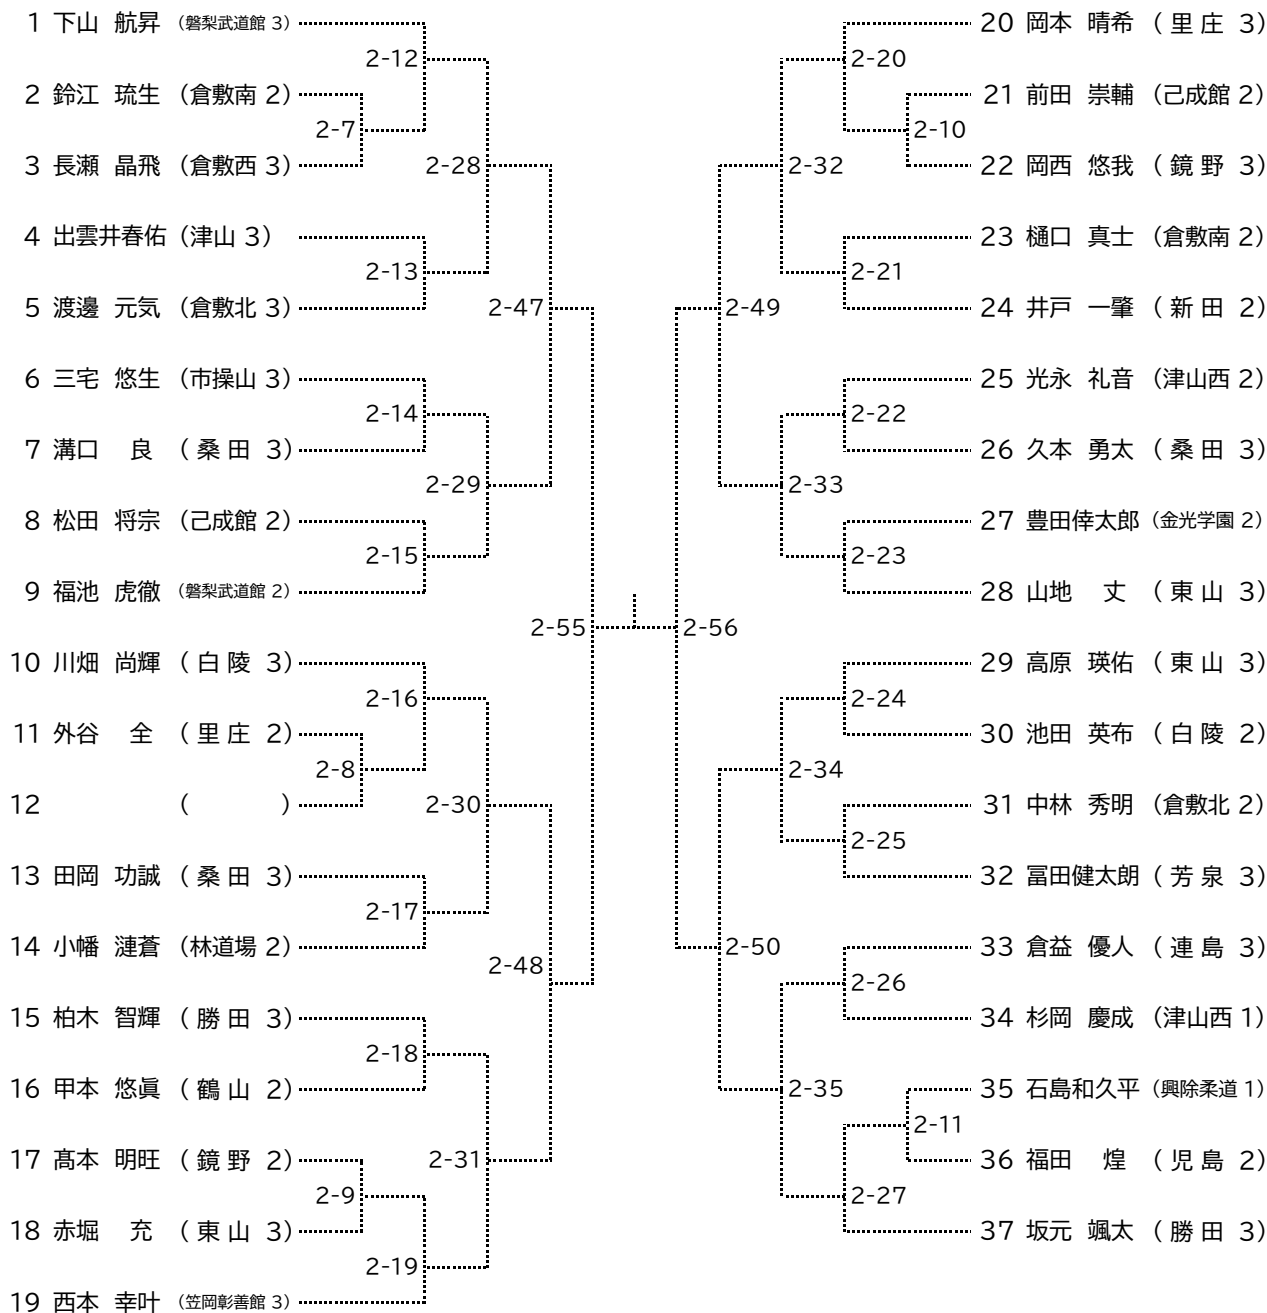 1 下山 航昇 （磐梨武道館 3）
2 鈴江 琉生 （倉敷南 2）
3 長瀬 晶飛 （倉敷西 3）
4 出雲井春佑 （津山 3）
5 渡邊 元気 （倉敷北 3）
6 三宅 悠生 （市操山 3）
7 溝口 良 （桑田 3）
8 松田 将宗 （己成館 2）
9 福池 虎徹 （磐梨武道館 2）
10 川畑 尚輝 （白陵 3）
11 外谷 全 （里庄 2）
12 （ ）
13 田岡 功誠 （桑田 3）
14 小幡 漣蒼 （林道場 2）
15 柏木 智輝 （勝田 3）
16 甲本 悠眞 （鶴山 2）
17 髙本 明旺 （鏡野 2）
18 赤堀 充 （東山 3）
19 西本 幸叶 （笠岡彰善館 3）
2-7
2-8
2-9
2-12
2-13
2-14
2-15
2-16
2-17
2-18
2-19
2-28
2-29
2-30
2-31
2-47
2-48
2-55
2-56
2-49
2-50
2-32
2-33
2-34
2-35
2-20
2-21
2-22
2-23
2-24
2-25
2-26
2-27
2-10
2-11
20 岡本 晴希 （里庄 3）
21 前田 崇輔 （己成館 2）
22 岡西 悠我 （鏡野 3）
23 樋口 真士 （倉敷南 2）
24 井戸 一肇 （新田 2）
25 光永 礼音 （津山西 2）
26 久本 勇太 （桑田 3）
27 豊田倖太郎 （金光学園 2）
28 山地 丈 （東山 3）
29 高原 瑛佑 （東山 3）
30 池田 英布 （白陵 2）
31 中林 秀明 （倉敷北 2）
32 冨田健太朗 （芳泉 3）
33 倉益 優人 （連島 3）
34 杉岡 慶成 （津山西 1）
35 石島和久平 （興除柔道 1）
36 福田 煌 （児島 2）
37 坂元 颯太 （勝田 3）